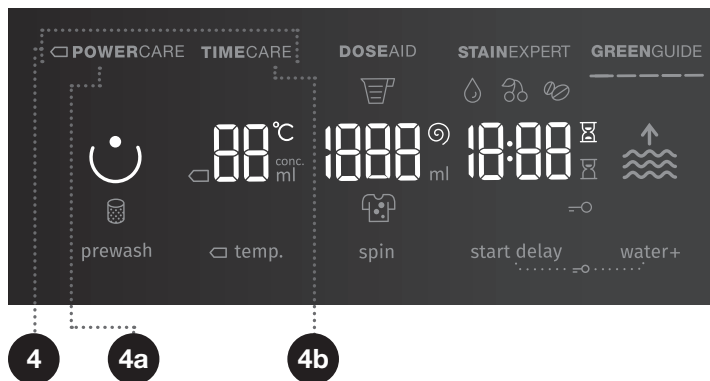 POWERCARE TIMECARE DOSEAID STAINEXPERT GREENGUIDE
88 °C 1888 18:88
conc.
ml ml
prewash temp. spin start delay water+
4 4a 4b